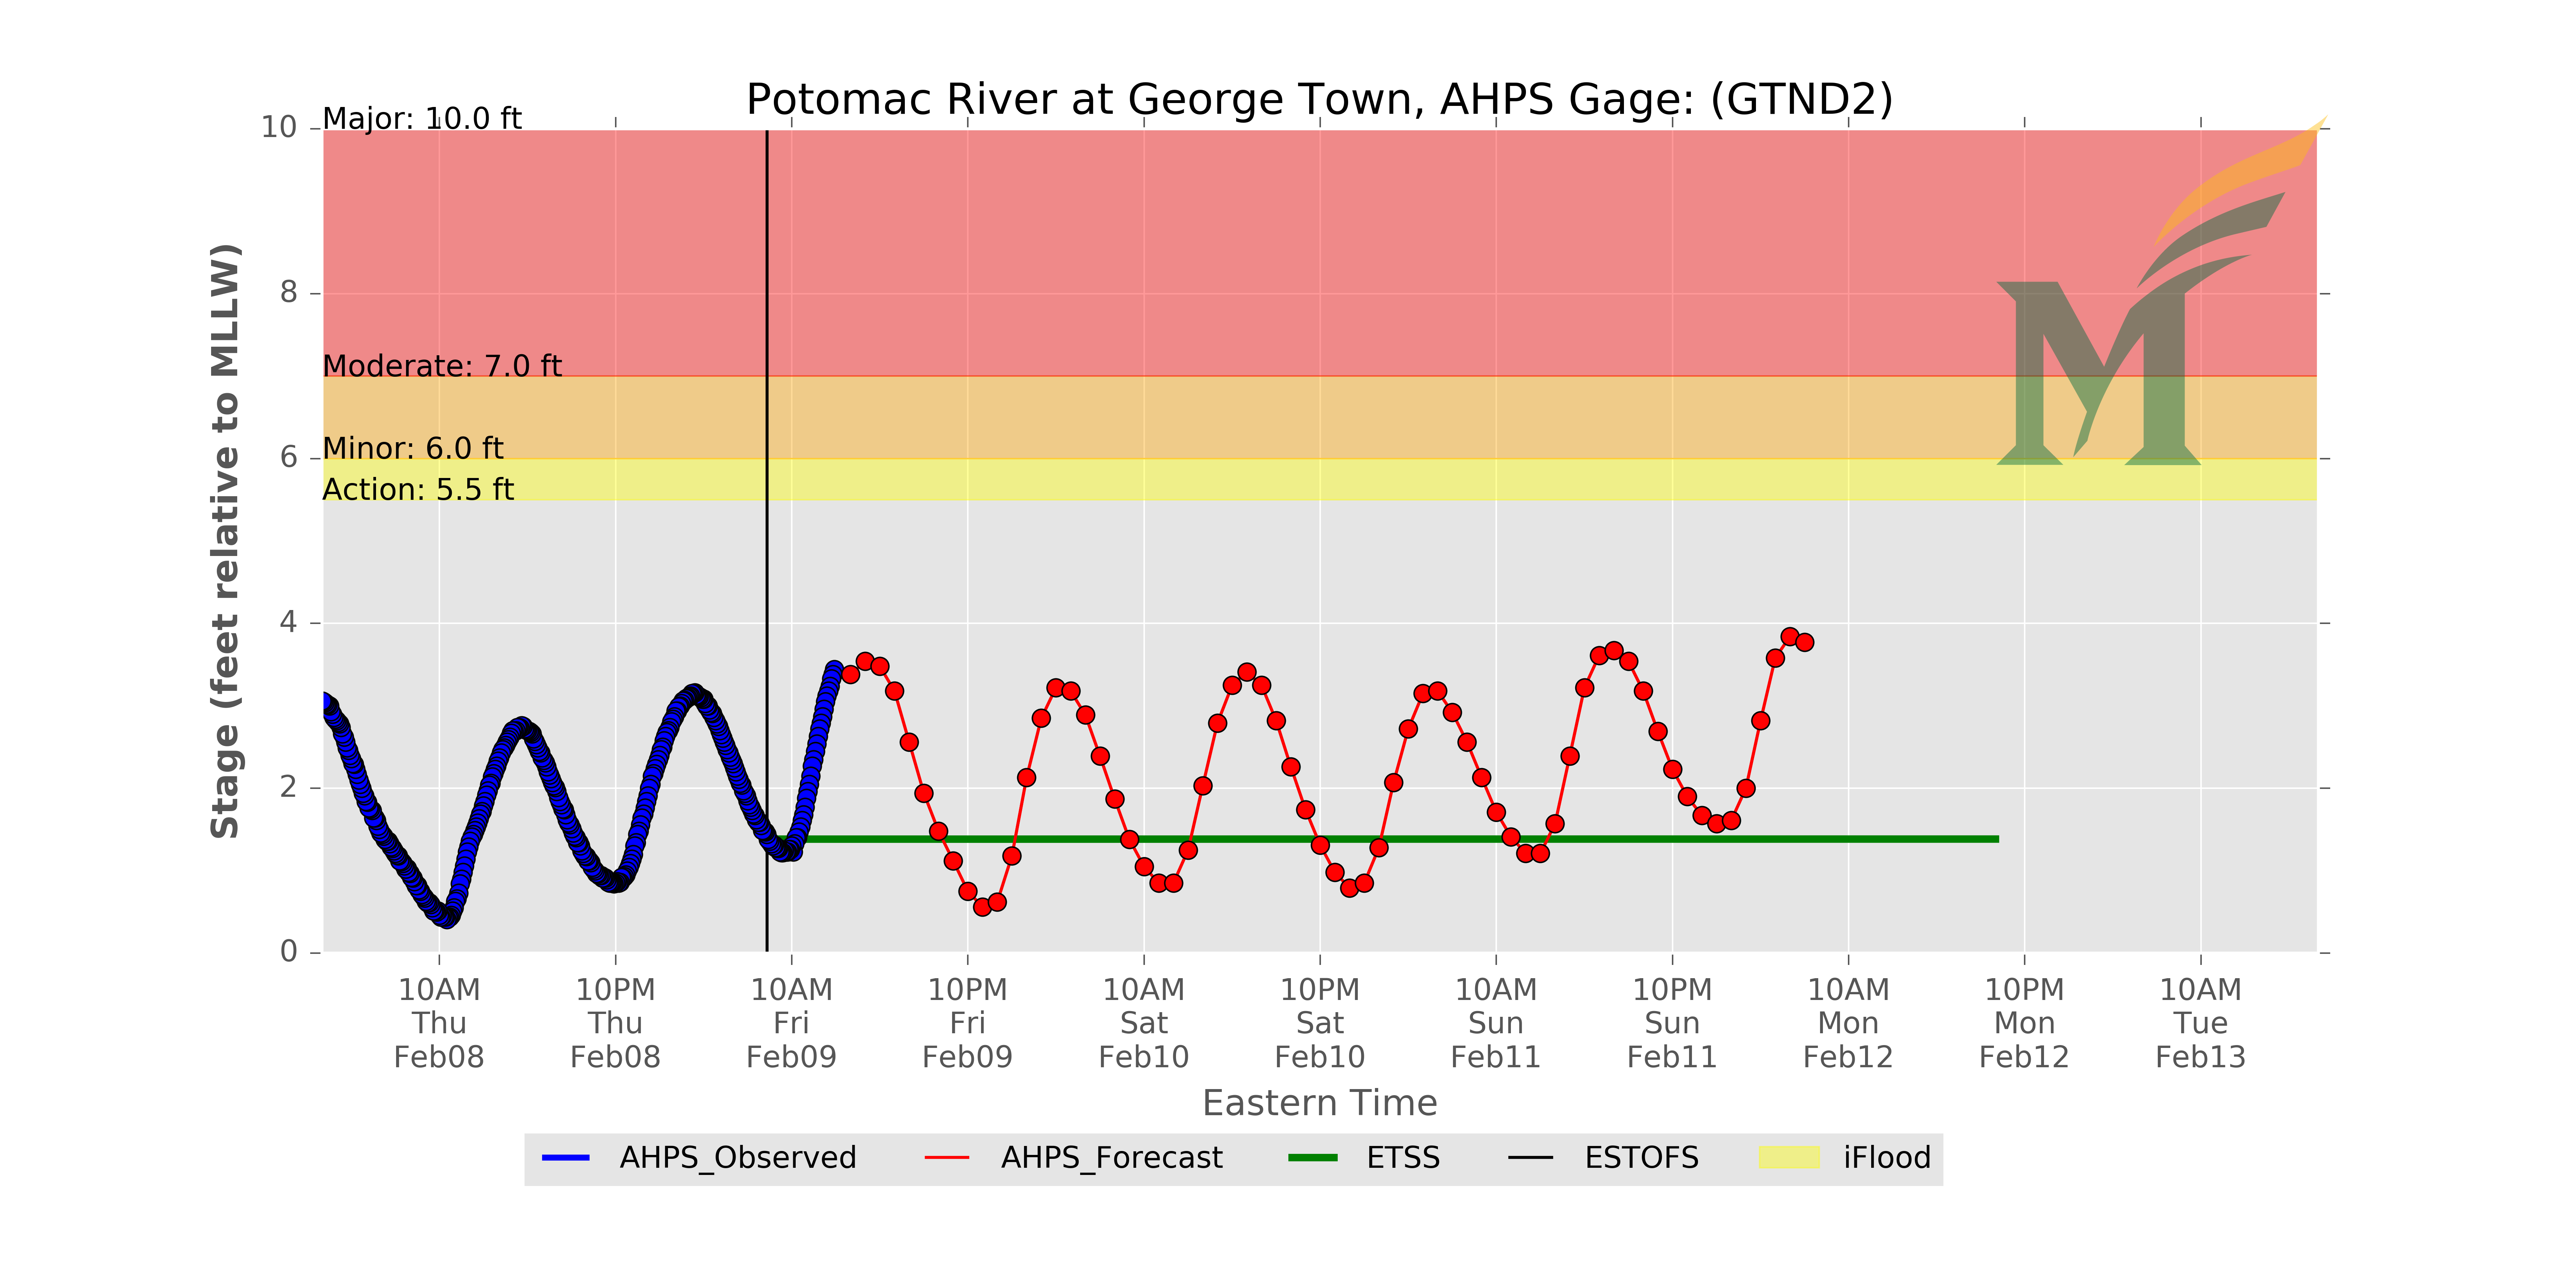 Potomac River at George Town, AHPS Gage: (GTND2)
Major: 10.0 ft
Moderate: 7.0 ft
Minor: 6.0 ft
Action: 5.5 ft
10
8
6
4
2
0
Stage (feet relative to MLLW)
10AM 10PM 10AM 10PM 10AM 10PM 10AM 10PM 10AM 10PM 10AM
Thu Thu Fri Fri Sat Sat Sun Sun Mon Mon Tue
Feb08 Feb08 Feb09 Feb09 Feb10 Feb10 Feb11 Feb11 Feb12 Feb12 Feb13
Eastern Time
AHPS_Observed AHPS_Forecast ETSS ESTOFS iFlood
M